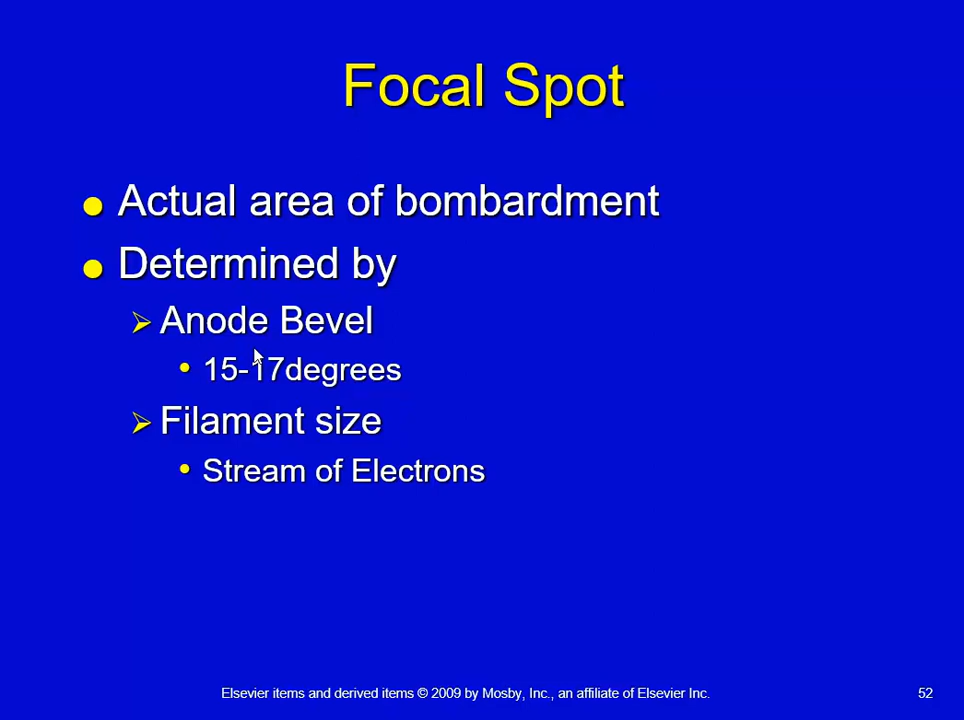 Focal Spot
Actual area of bombardment
Determined by
Anode Bevel
15-17degrees
Filament size
Stream of Electrons
Elsevier items and derived items © 2009 by Mosby, Inc., an affiliate of Elsevier Inc.
52